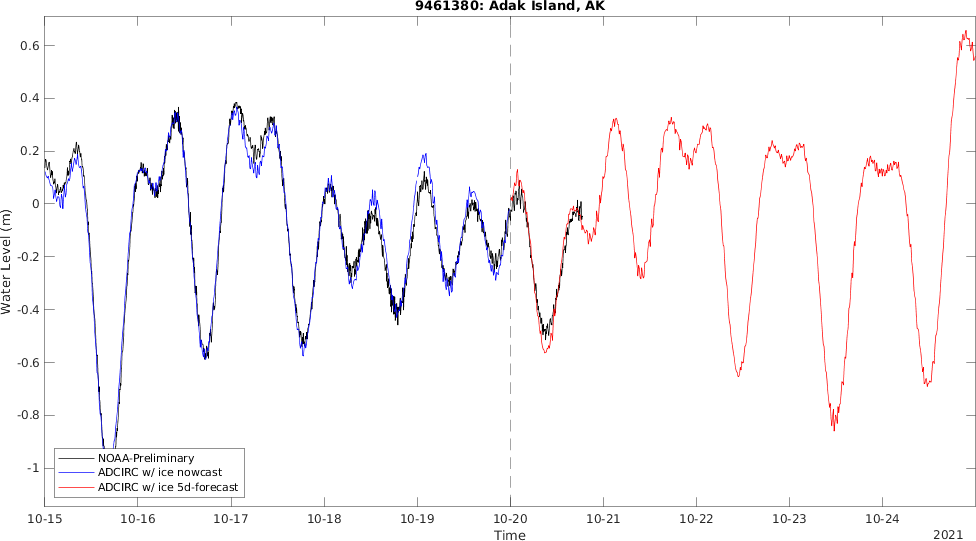 9461380: Adak Island, AK
0.6
0.4
0.2
0
-0.2
-0.4
-0.6
-0.8
-1
Water Level (m)
NOAA-Preliminary
ADCIRC w/ ice nowcast
ADCIRC w/ ice 5d-forecast
10-15 10-16 10-17 10-18 10-19 10-20 10-21 10-22 10-23 10-24
Time
2021